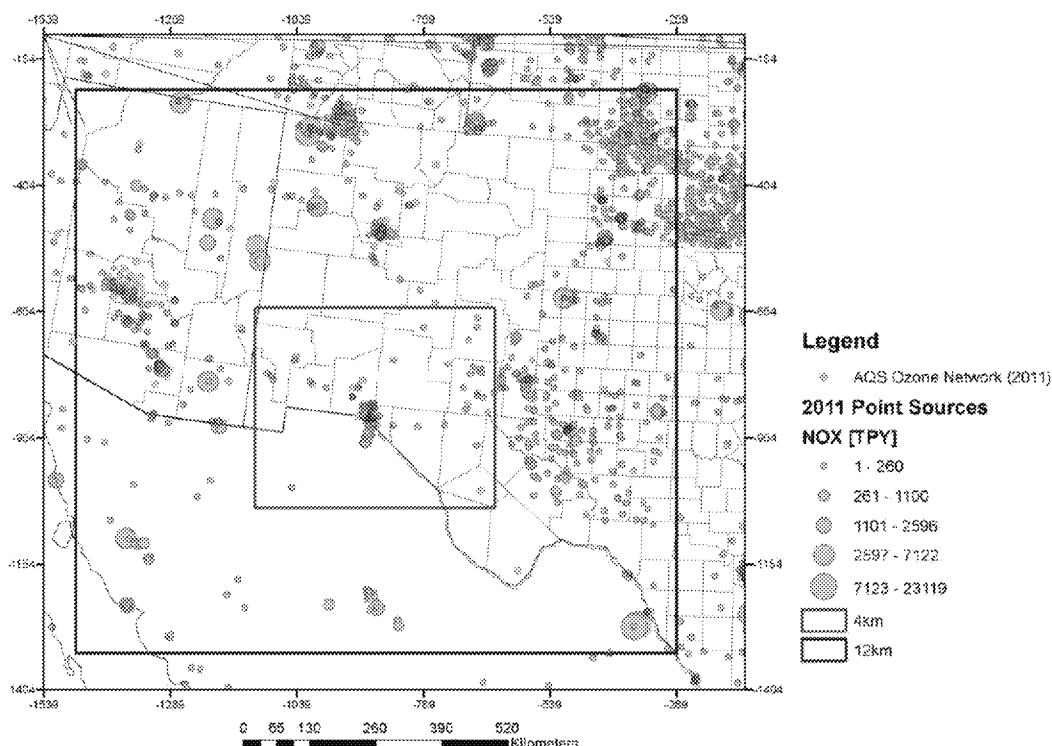 -1539 -1289 -1039 -789 -539 -289
-154 -154
-404 -404
-654 -654
-904 -904
-1154 -1154
-1404 -1404
-1539 -1289 -1039 -789 -539 -289
Legend
AQS Ozone Network (2011)
2011 Point Sources
NOX [TPY]
1 - 260
261 - 1100
1101 - 2596
2597 - 7122
7123 - 23119
4km
12km
0 65 130 260 390 520
Kilometers